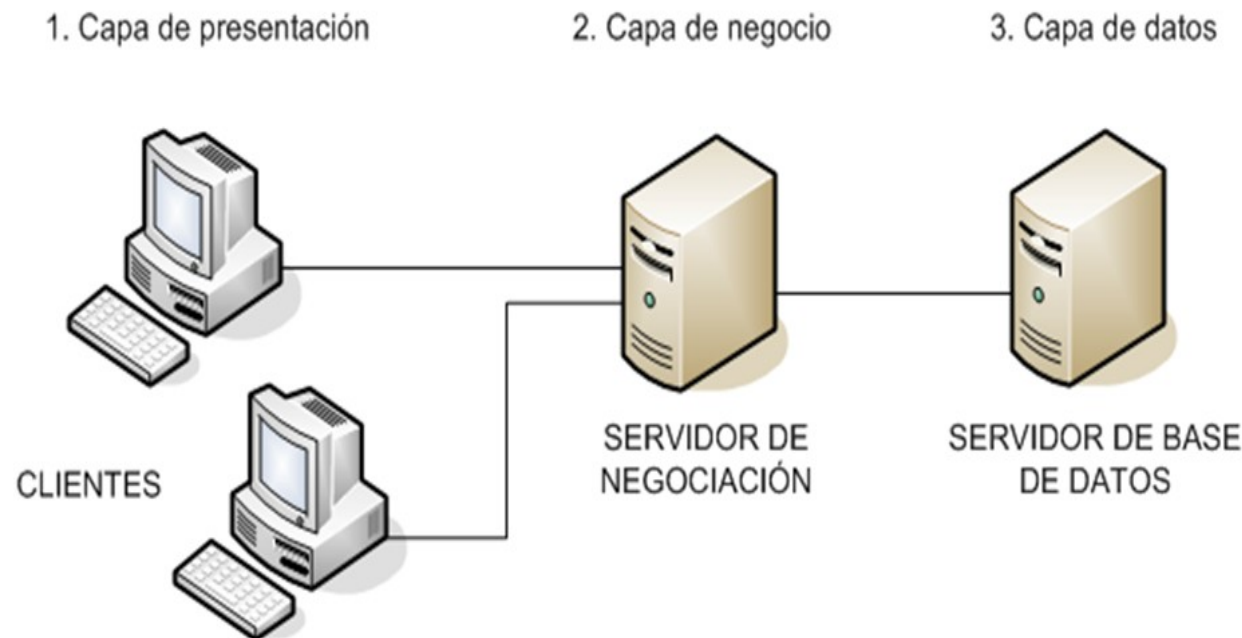 1. Capa de presentación
2. Capa de negocio
3. Capa de datos
CLIENTES
SERVIDOR DE
NEGOCIACIÓN
SERVIDOR DE BASE
DE DATOS